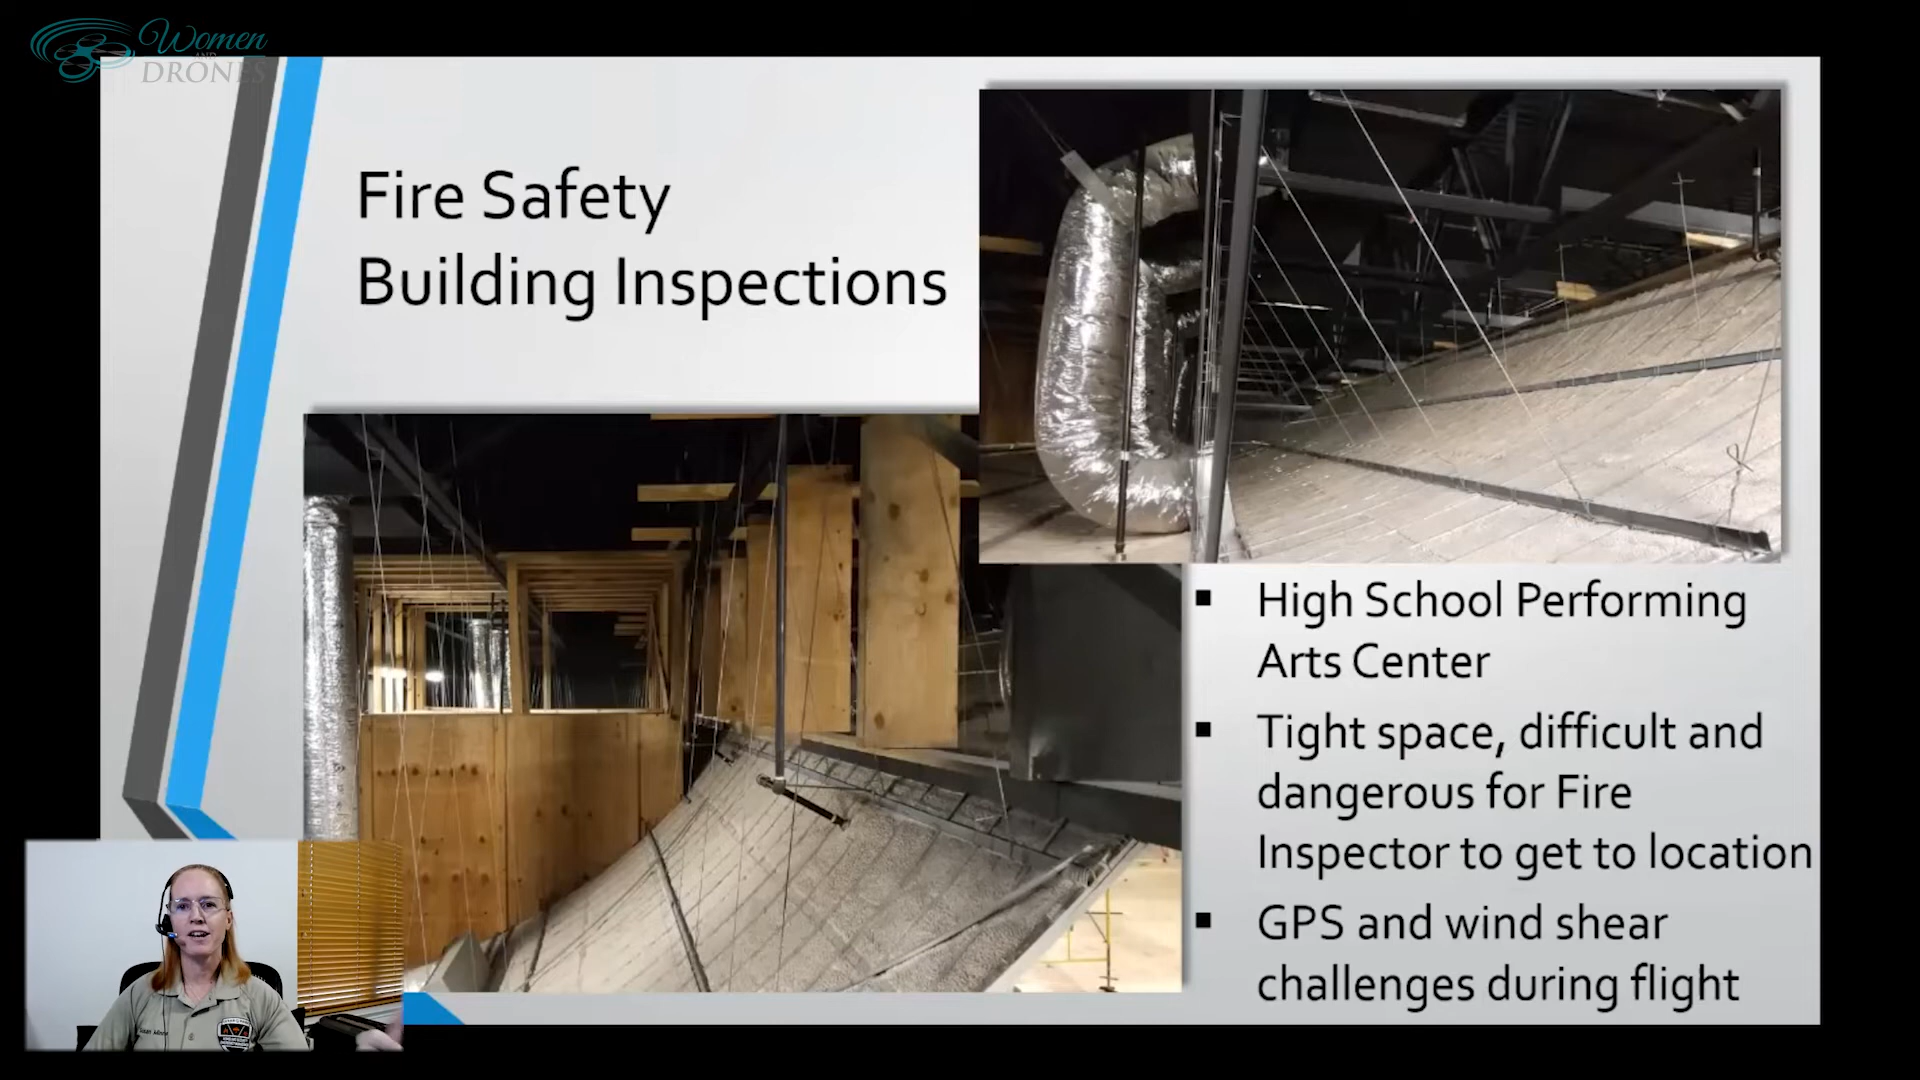 Women
AND
DRONES
Fire Safety
Building Inspections
▪ High School Performing
Arts Center
▪ Tight space, difficult and
dangerous for Fire
Inspector to get to location
▪ GPS and wind shear
challenges during flight